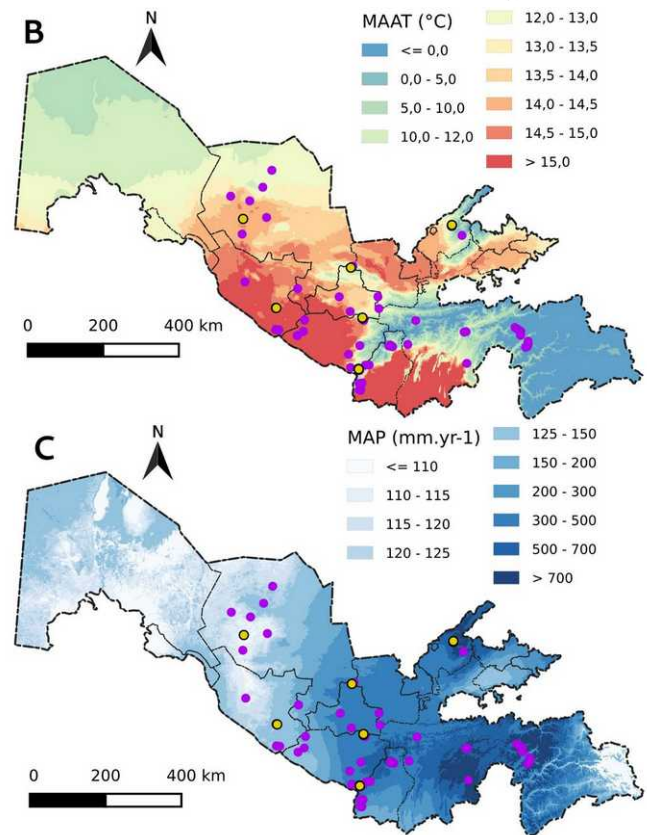 B
N
MAAT (°C)
<= 0,0
0,0 - 5,0
5,0 - 10,0
10,0 - 12,0
12,0 - 13,0
13,0 - 13,5
13,5 - 14,0
14,0 - 14,5
14,5 - 15,0
> 15,0
0 200 400 km
C
N
MAP (mm.yr-1)
<= 110
110 - 115
115 - 120
120 - 125
125 - 150
150 - 200
200 - 300
300 - 500
500 - 700
> 700
0 200 400 km